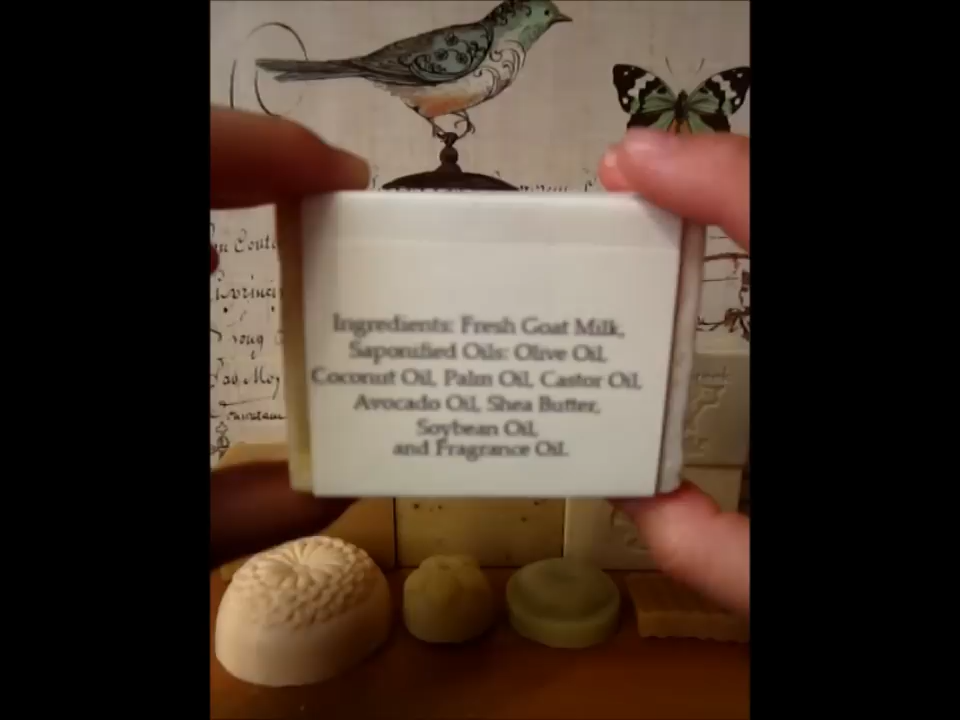 Ingredients: Fresh Goat Milk,
Saponified Oils: Olive Oil,
Coconut Oil, Palm Oil, Castor Oil,
Avocado Oil, Shea Butter,
Soybean Oil,
and Fragrance Oil.